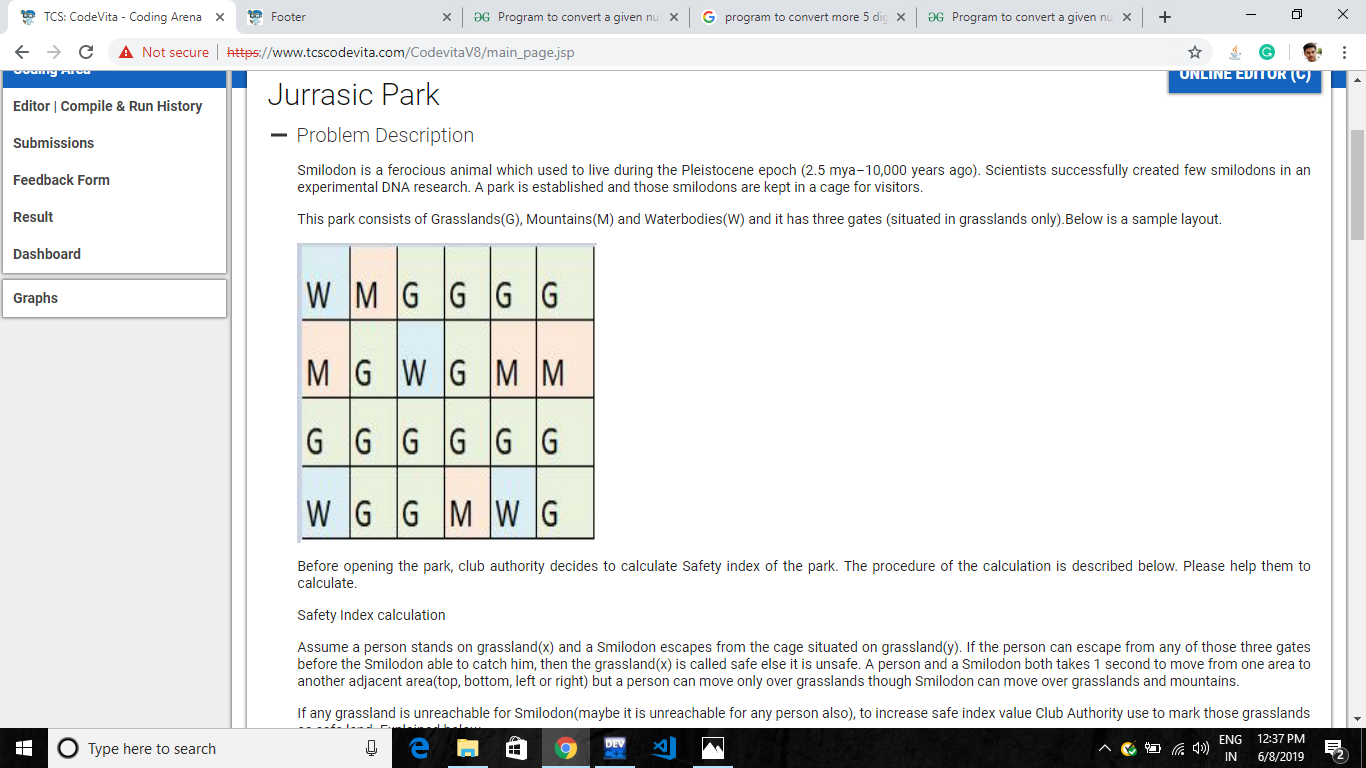 TCS: CodeVita - Coding Arena
Footer
Program to convert a given nu
program to convert more 5 dig
Program to convert a given nu
Not secure | https://www.tcscodevita.com/CodevitaV8/main_page.jsp
Coding Area
ONLINE EDITOR (C)
Editor | Compile & Run History
Submissions
Feedback Form
Result
Dashboard
Graphs
Jurrasic Park
Problem Description
Smilodon is a ferocious animal which used to live during the Pleistocene epoch (2.5 mya–10,000 years ago). Scientists successfully created few smilodons in an
experimental DNA research. A park is established and those smilodons are kept in a cage for visitors.
This park consists of Grasslands(G), Mountains(M) and Waterbodies(W) and it has three gates (situated in grasslands only).Below is a sample layout.
W M G G G G
M G W G M M
G G G G G G
W G G M W G
Before opening the park, club authority decides to calculate Safety index of the park. The procedure of the calculation is described below. Please help them to
calculate.
Safety Index calculation
Assume a person stands on grassland(x) and a Smilodon escapes from the cage situated on grassland(y). If the person can escape from any of those three gates
before the Smilodon able to catch him, then the grassland(x) is called safe else it is unsafe. A person and a Smilodon both takes 1 second to move from one area to
another adjacent area(top, bottom, left or right) but a person can move only over grasslands though Smilodon can move over grasslands and mountains.
If any grassland is unreachable for Smilodon(maybe it is unreachable for any person also), to increase safe index value Club Authority use to mark those grasslands
Type here to search
DEV
ENG
IN
12:37 PM
6/8/2019
2